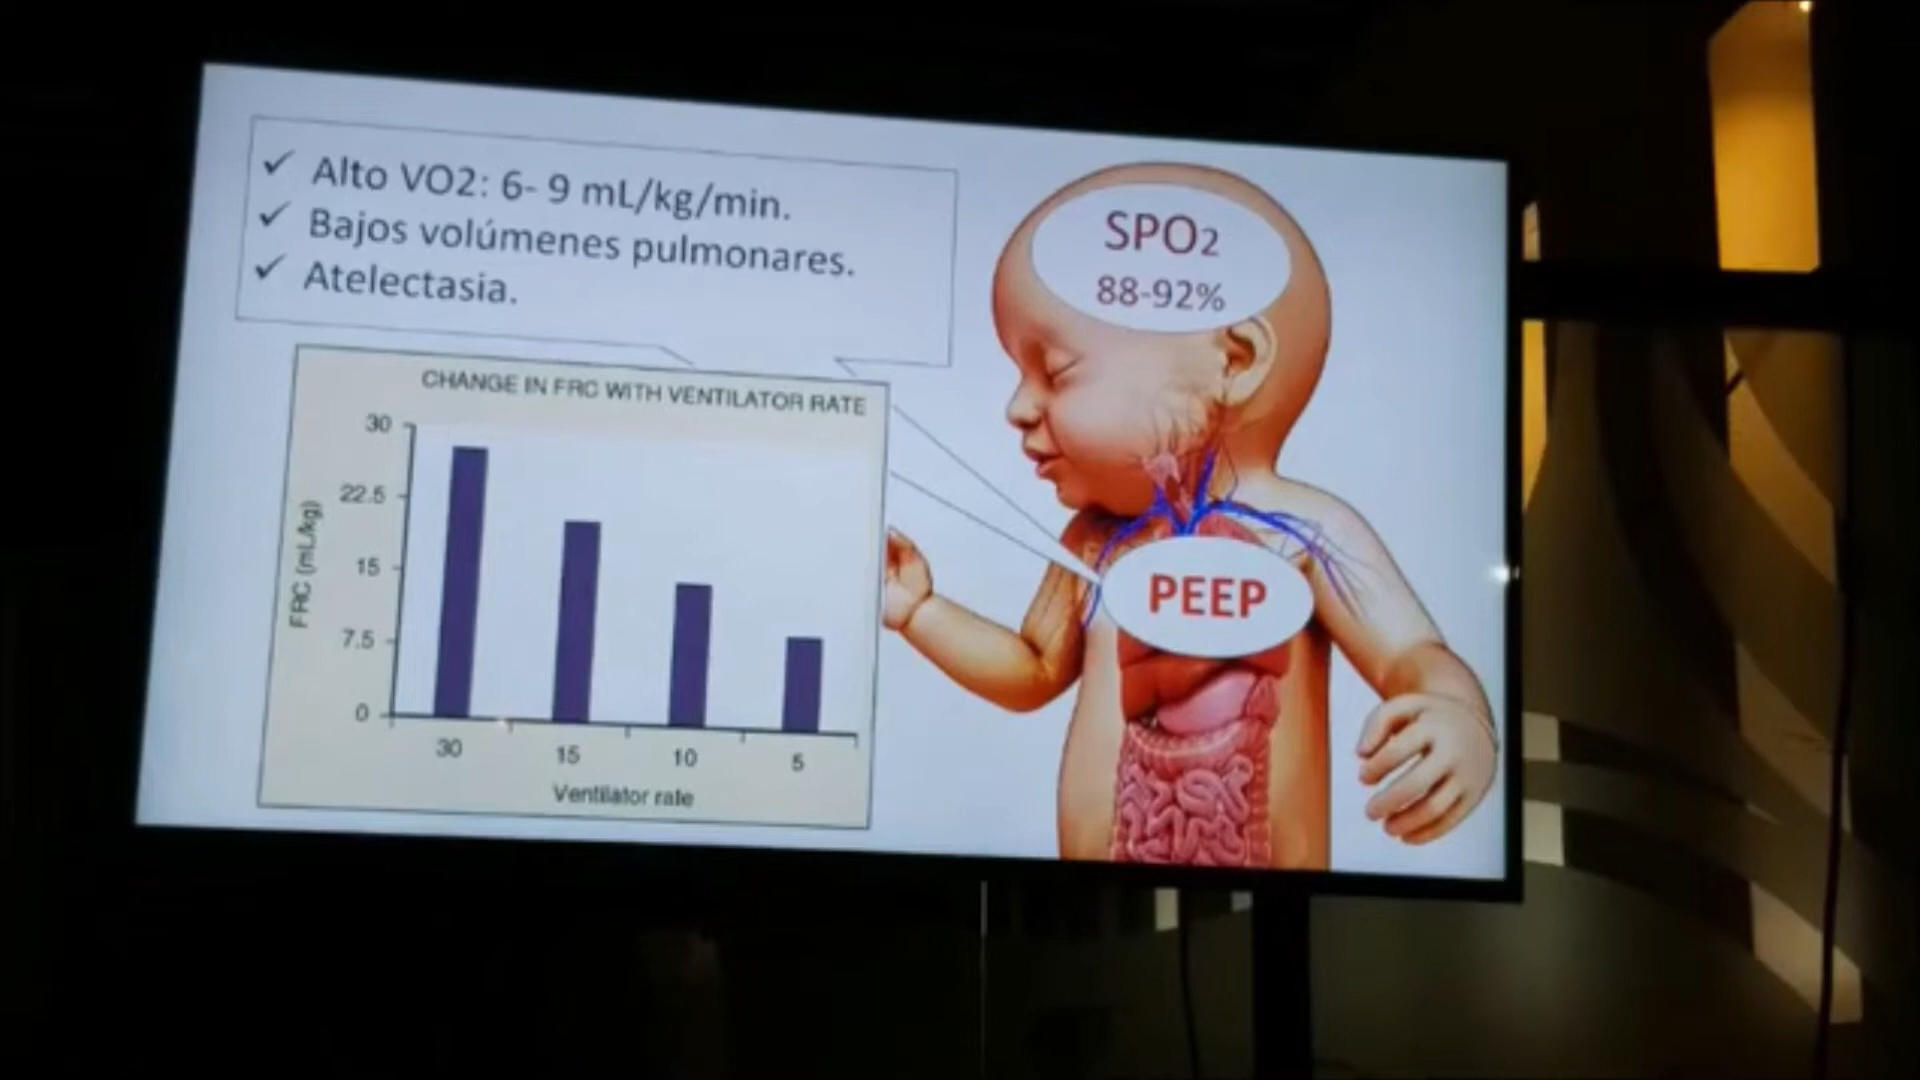 ✓ Alto VO2: 6- 9 mL/kg/min.
✓ Bajos volúmenes pulmonares.
✓ Atelectasia.
SPO2
88-92%
CHANGE IN FRC WITH VENTILATOR RATE
30
22.5
15
7.5
0
FRC (mL/kg)
30 15 10 5
Ventilator rate
PEEP